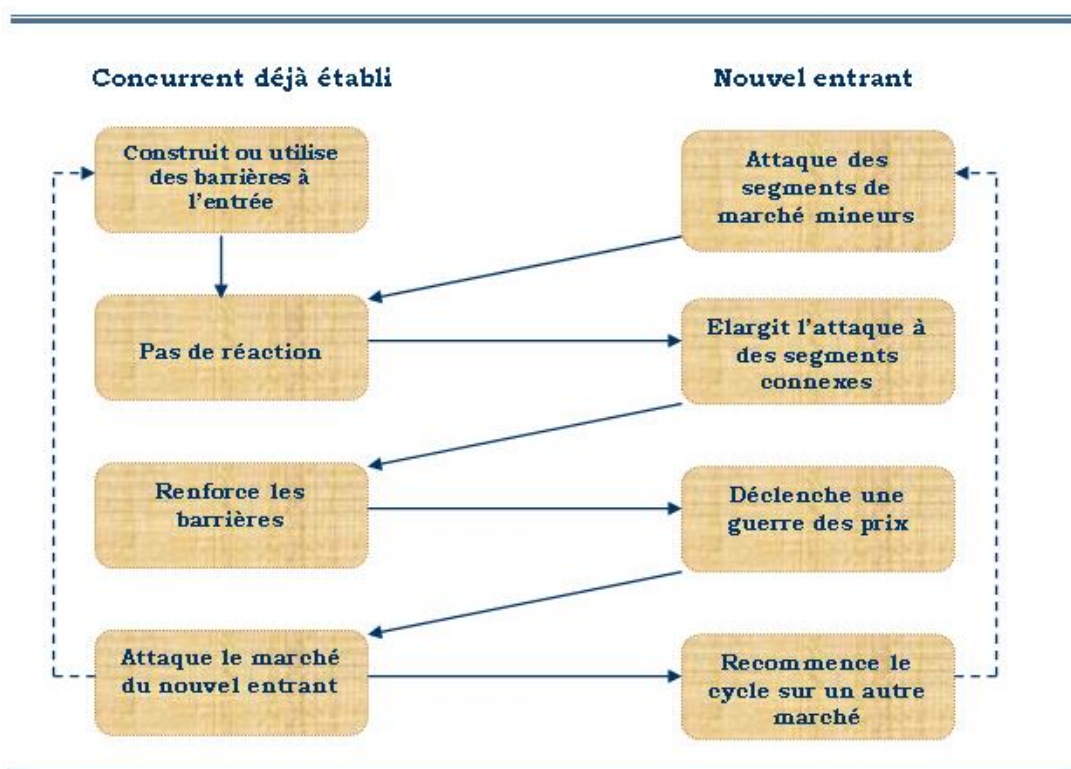 Concurrent déjà établi
Nouvel entrant
Construit ou utilise
des barrières à
l'entrée
Attaque des
segments de
marché mineurs
Pas de réaction
Elargit l'attaque à
des segments
connexes
Renforce les
barrières
Déclenche une
guerre des prix
Attaque le marché
du nouvel entrant
Recommence le
cycle sur un autre
marché